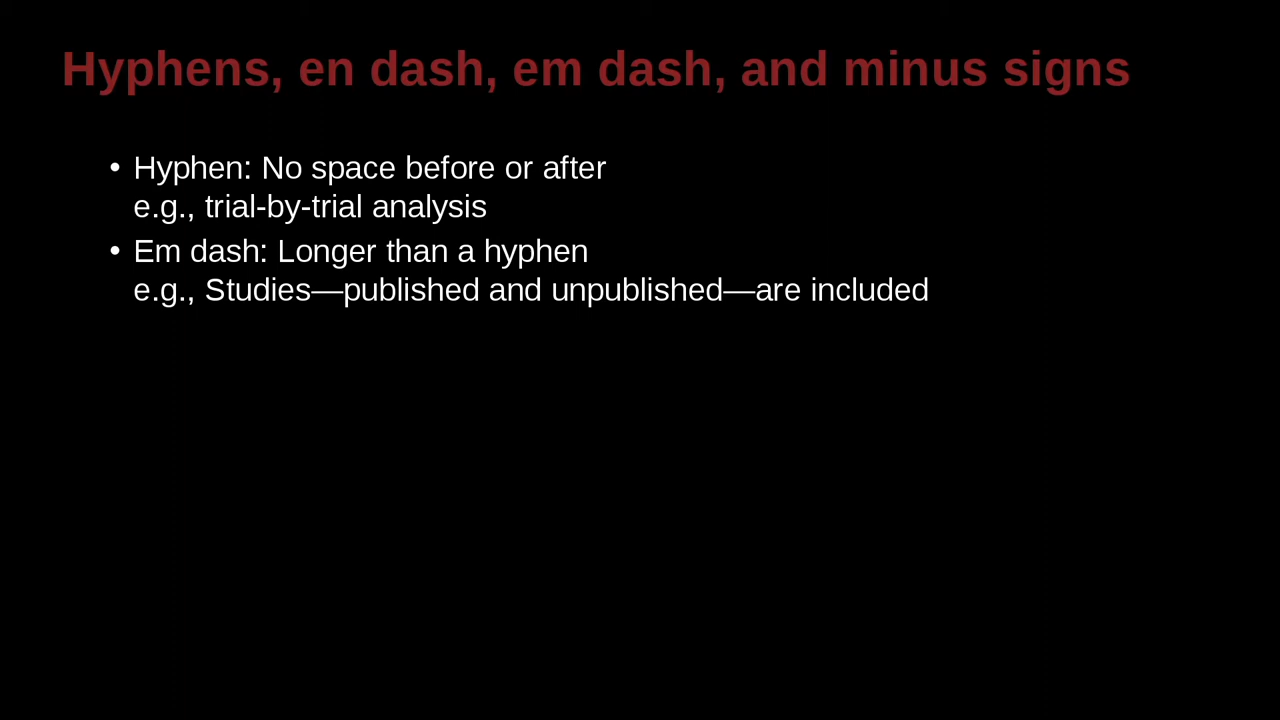 Hyphens, en dash, em dash, and minus signs
• Hyphen: No space before or after
e.g., trial-by-trial analysis
• Em dash: Longer than a hyphen
e.g., Studies—published and unpublished—are included